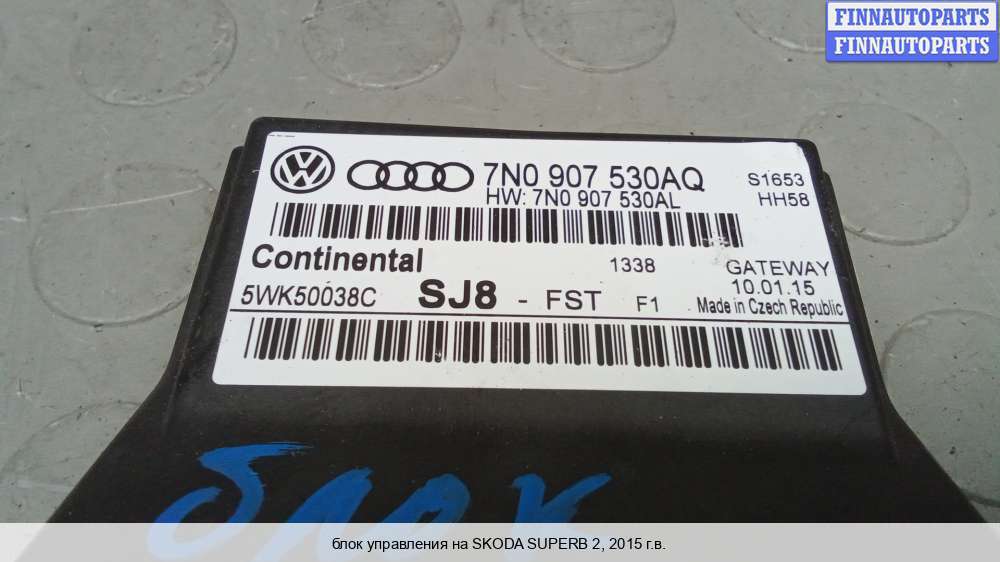 FINNAUTOPARTS
FINNAUTOPARTS
7N0 907 530AQ S1653
HW: 7N0 907 530AL HH58
Continental 1338 GATEWAY
5WK50038C SJ8 - FST F1 10.01.15
Made in Czech Republic
блок
блок управления на SKODA SUPERB 2, 2015 г.в.